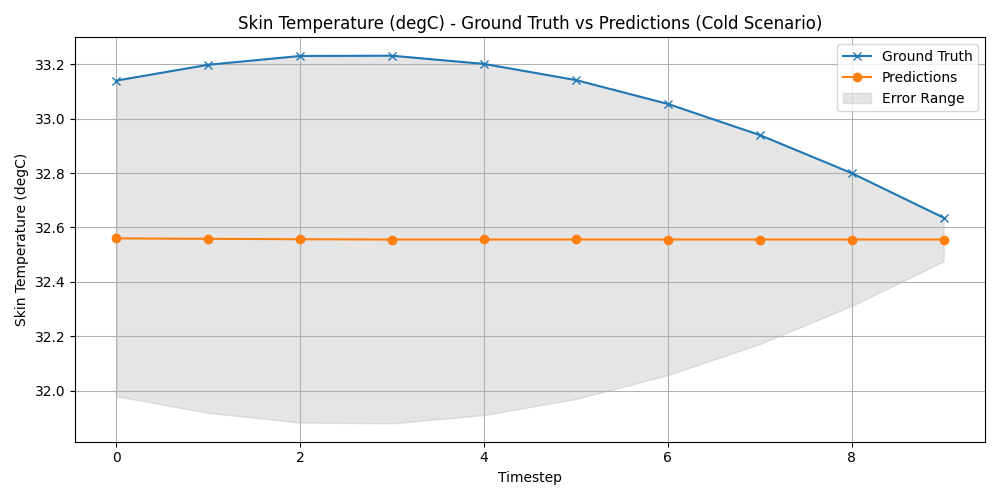 Skin Temperature (degC) - Ground Truth vs Predictions (Cold Scenario)
Ground Truth
Predictions
Error Range
Skin Temperature (degC)
33.2
33.0
32.8
32.6
32.4
32.2
32.0
0
2
4
6
8
Timestep